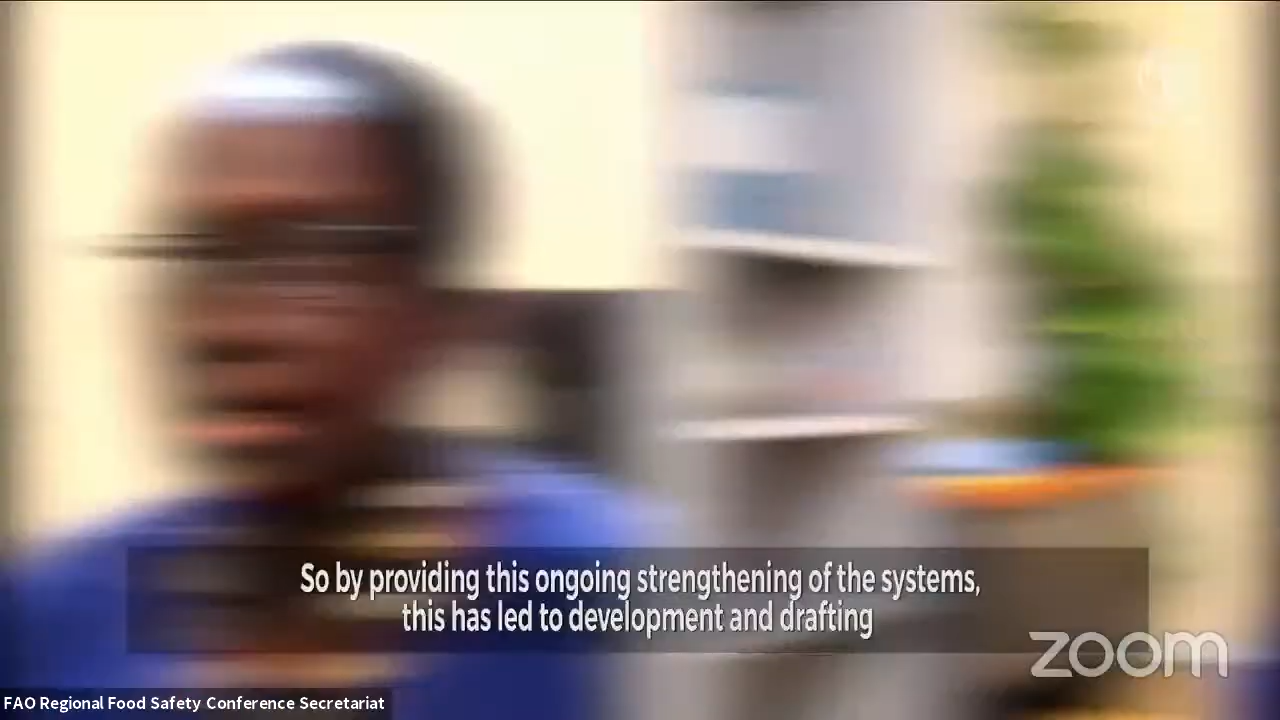 So by providing this ongoing strengthening of the systems,
this has led to development and drafting
zoom
FAO Regional Food Safety Conference Secretariat